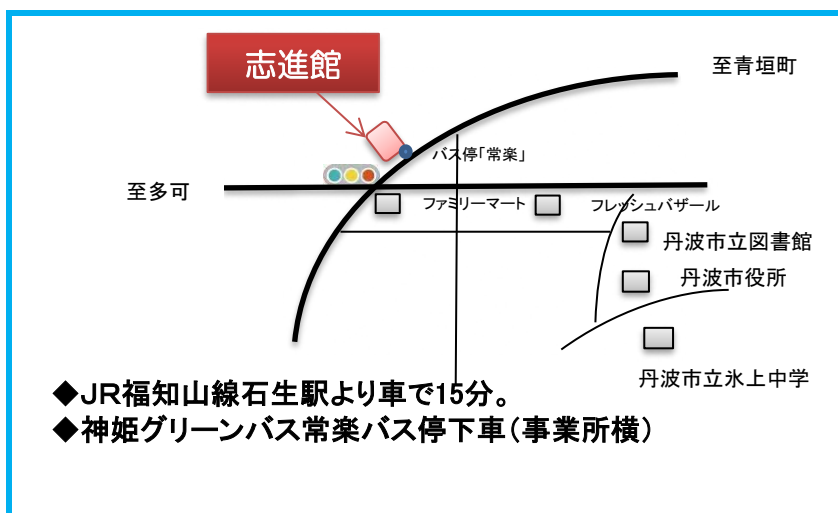 志進館
至青垣町
バス停「常楽」
至多可
ファミリーマート
フレッシュバザール
丹波市立図書館
丹波市役所
丹波市立氷上中学
◆JR福知山線石生駅より車で15分。
◆神姫グリーンバス常楽バス停下車(事業所横)